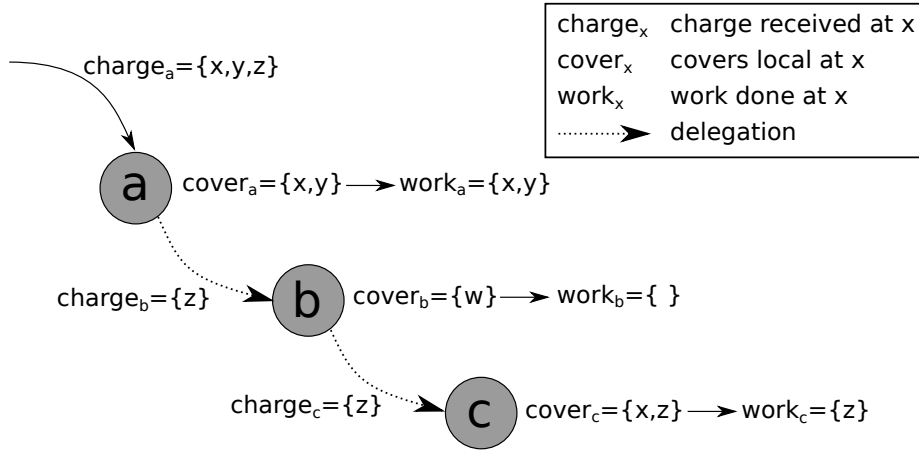 chargeₓ charge received at x
coverₓ covers local at x
workₓ work done at x
delegation
chargeₐ={x,y,z}
a
coverₐ={x,y}
workₐ={x,y}
charge_b={z}
b
cover_b={w}
work_b={ }
charge_c={z}
c
cover_c={x,z}
work_c={z}